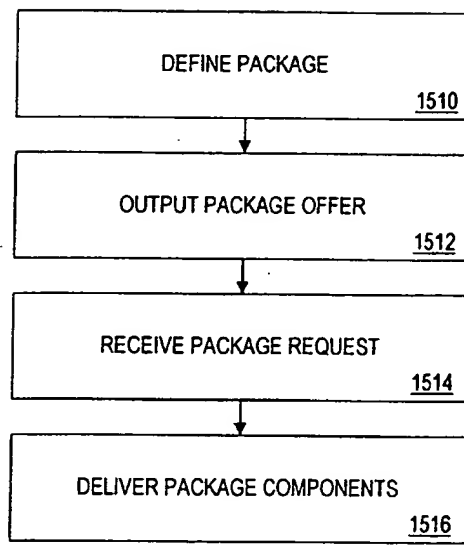 DEFINE PACKAGE
1510
OUTPUT PACKAGE OFFER
1512
RECEIVE PACKAGE REQUEST
1514
DELIVER PACKAGE COMPONENTS
1516